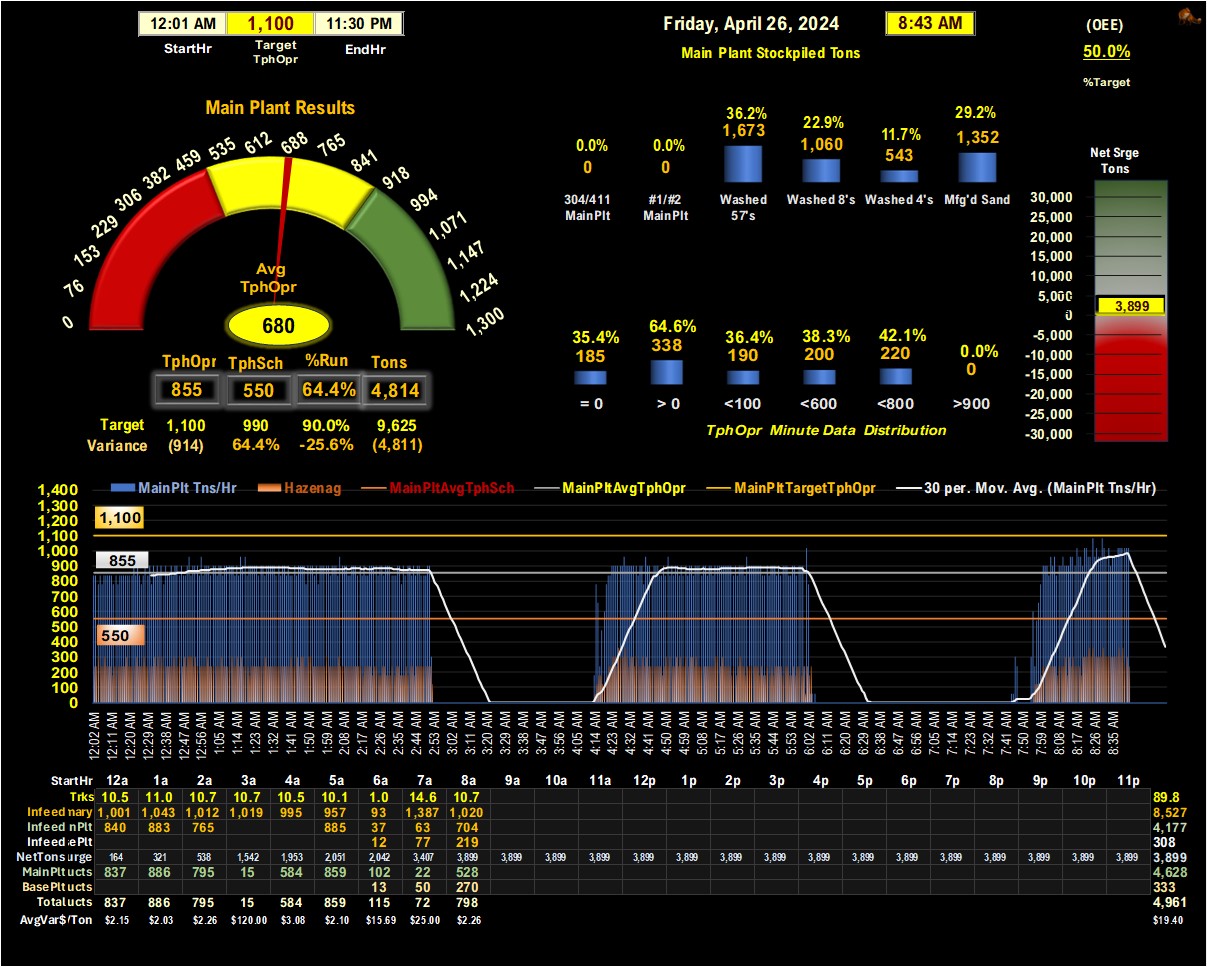 12:01 AM 1,100 11:30 PM
StartHr Target TphOpr EndHr
Friday, April 26, 2024 8:43 AM
Main Plant Stockpiled Tons
(OEE)
50.0%
%Target
Main Plant Results
0 76 153 229 306 382 459 535 612 688 765 841 918 994 1,071 1,147 1,224 1,300
Avg
TphOpr
680
TphOpr TphSch %Run Tons
855 550 64.4% 4,814
Target 1,100 990 90.0% 9,625
Variance (914) 64.4% -25.6% (4,811)
0.0% 0.0% 36.2% 22.9% 11.7% 29.2%
0 0 1,673 1,060 543 1,352
304/411 MainPlt #1/#2 MainPlt Washed 57's Washed 8's Washed 4's Mfg'd Sand
35.4% 64.6% 36.4% 38.3% 42.1% 0.0%
185 338 190 200 220 0
= 0 > 0 <100 <600 <800 >900
TphOpr Minute Data Distribution
Net Srge
Tons
30,000
25,000
20,000
15,000
10,000
5,000
3,899
0
-5,000
-10,000
-15,000
-20,000
-25,000
-30,000
MainPlt Tns/Hr Hazenag MainPltAvgTphSch MainPltAvgTphOpr MainPltTargetTphOpr 30 per. Mov. Avg. (MainPlt Tns/Hr)
1,400
1,300
1,200
1,100
1,000
900
800
700
600
500
400
300
200
100
0
1,100
855
550
12:02 AM 12:11 AM 12:20 AM 12:29 AM 12:38 AM 12:47 AM 12:56 AM 1:05 AM 1:14 AM 1:23 AM 1:32 AM 1:41 AM 1:50 AM 1:59 AM 2:08 AM 2:17 AM 2:26 AM 2:35 AM 2:44 AM 2:53 AM 3:02 AM 3:11 AM 3:20 AM 3:29 AM 3:38 AM 3:47 AM 3:56 AM 4:05 AM 4:14 AM 4:23 AM 4:32 AM 4:41 AM 4:50 AM 4:59 AM 5:08 AM 5:17 AM 5:26 AM 5:35 AM 5:44 AM 5:53 AM 6:02 AM 6:11 AM 6:20 AM 6:29 AM 6:38 AM 6:47 AM 6:56 AM 7:05 AM 7:14 AM 7:23 AM 7:32 AM 7:41 AM 7:50 AM 7:59 AM 8:08 AM 8:17 AM 8:26 AM 8:35 AM
StartHr 12a 1a 2a 3a 4a 5a 6a 7a 8a 9a 10a 11a 12p 1p 2p 3p 4p 5p 6p 7p 8p 9p 10p 11p
Trks 10.5 11.0 10.7 10.7 10.5 10.1 1.0 14.6 10.7 89.8
Infeed mary 1,001 1,043 1,012 1,019 995 957 93 1,387 1,020 8,527
Infeed nPlt 840 883 765 885 37 63 704 4,177
Infeed ePlt 12 77 219 308
NetTons urge 164 321 538 1,542 1,953 2,051 2,042 3,407 3,899 3,899 3,899 3,899 3,899 3,899 3,899 3,899 3,899 3,899 3,899 3,899 3,899 3,899 3,899 3,899 3,899
MainPlt ucts 837 886 795 15 584 859 102 22 528 4,628
BasePlt ucts 13 50 270 333
Total ucts 837 886 795 15 584 859 115 72 798 4,961
AvgVar$/Ton $2.15 $2.03 $2.26 $120.00 $3.08 $2.10 $15.69 $25.00 $2.26 $19.40